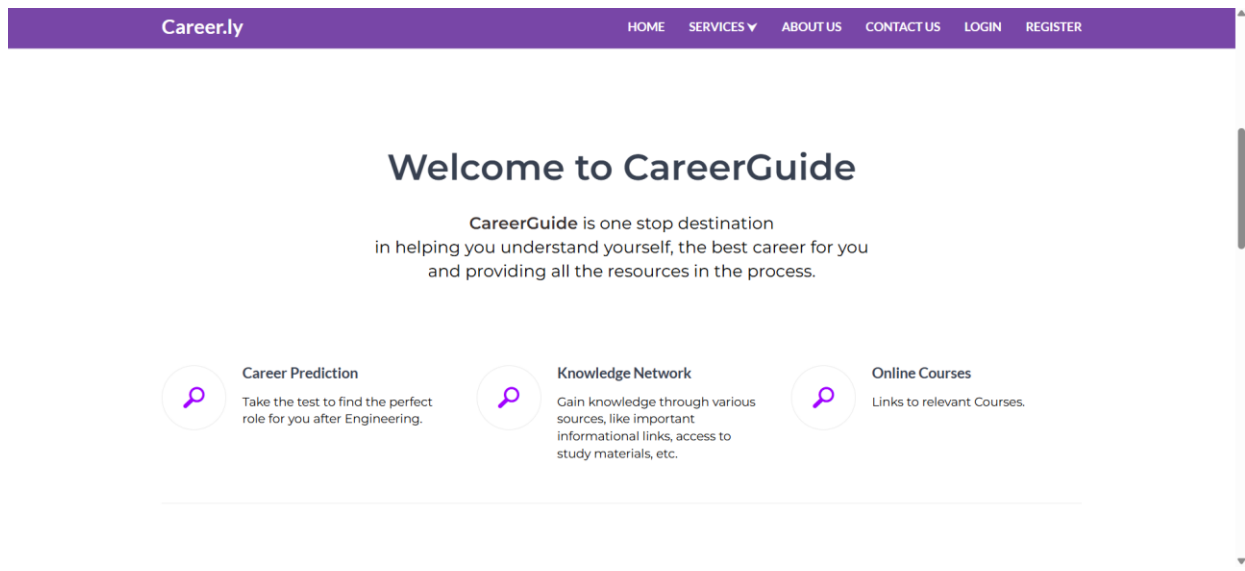 Career.ly
HOME SERVICES ABOUT US CONTACT US LOGIN REGISTER
Welcome to CareerGuide
CareerGuide is one stop destination
in helping you understand yourself, the best career for you
and providing all the resources in the process.
Career Prediction
Take the test to find the perfect
role for you after Engineering.
Knowledge Network
Gain knowledge through various
sources, like important
informational links, access to
study materials, etc.
Online Courses
Links to relevant Courses.